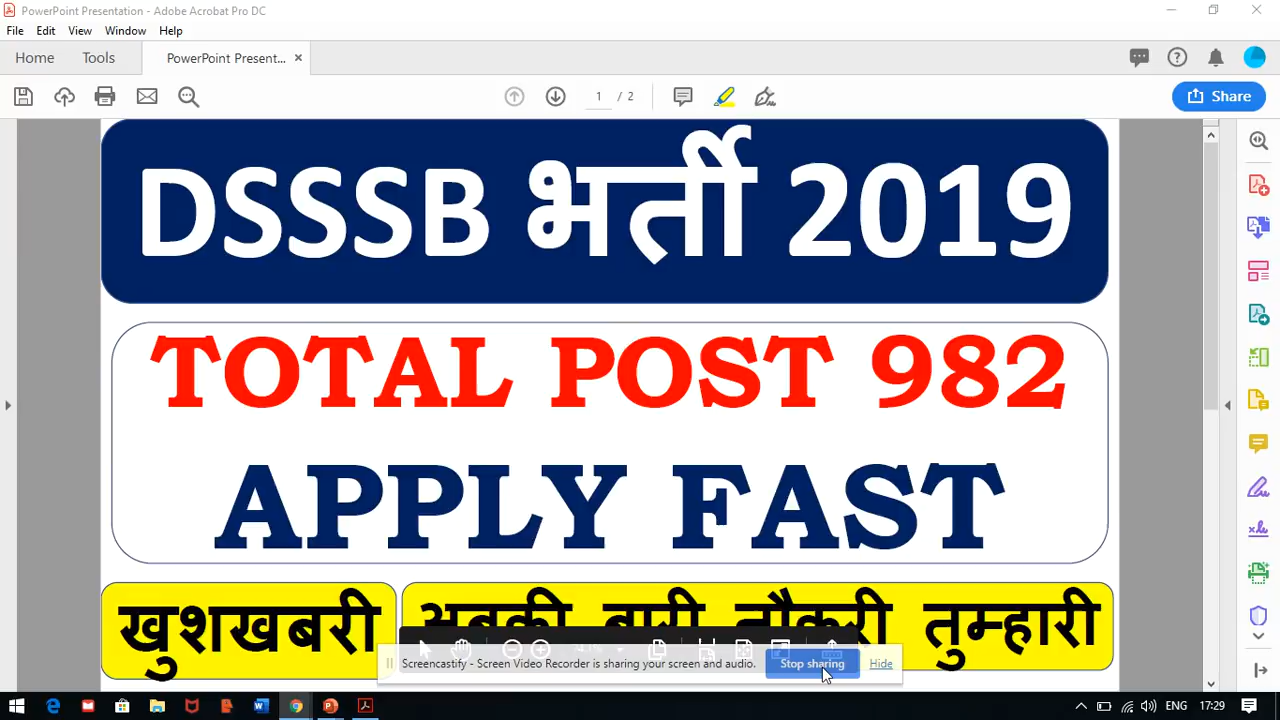 PowerPoint Presentation - Adobe Acrobat Pro DC
File Edit View Window Help
Home Tools PowerPoint Present... ×
1 / 2
Share
DSSSB भर्ती 2019
TOTAL POST 982
APPLY FAST
खुशखबरी
अबकी बारी नौकरी तुम्हारी
Screencastify - Screen Video Recorder is sharing your screen and audio. Stop sharing Hide
ENG 17:29